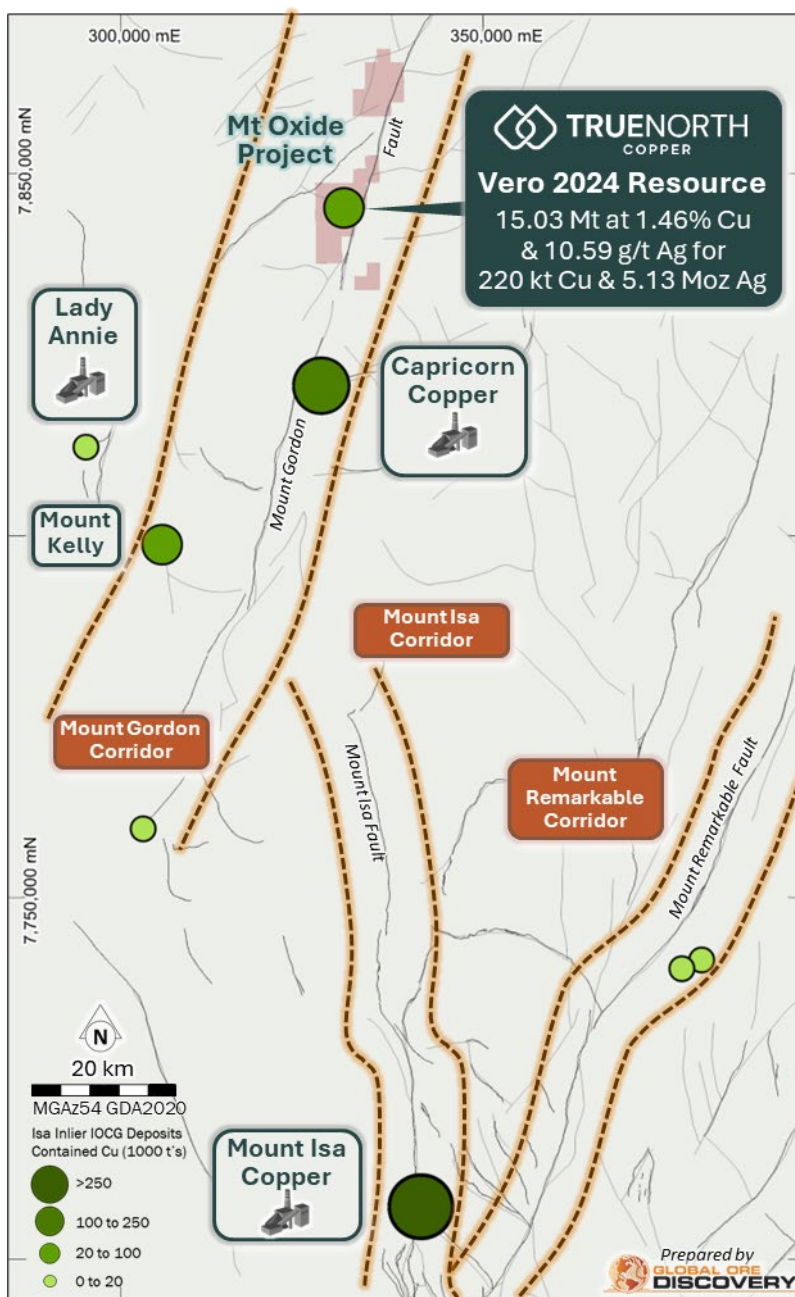 300,000 mE
350,000 mE
7,850,000 mN
Mt Oxide
Project
Fault
TRUENORTH
COPPER
Vero 2024 Resource
15.03 Mt at 1.46% Cu
& 10.59 g/t Ag for
220 kt Cu & 5.13 Moz Ag
Lady
Annie
Capricorn
Copper
Mount Gordon
Mount
Kelly
Mount Isa
Corridor
Mount Gordon
Corridor
Mount Isa Fault
Mount
Remarkable
Corridor
Mount Remarkable Fault
7,750,000 mN
N
20 km
MGAz54 GDA2020
Isa Inlier IOCG Deposits
Contained Cu (1000 t's)
>250
100 to 250
20 to 100
0 to 20
Mount Isa
Copper
Prepared by
GLOBAL ORE
DISCOVERY